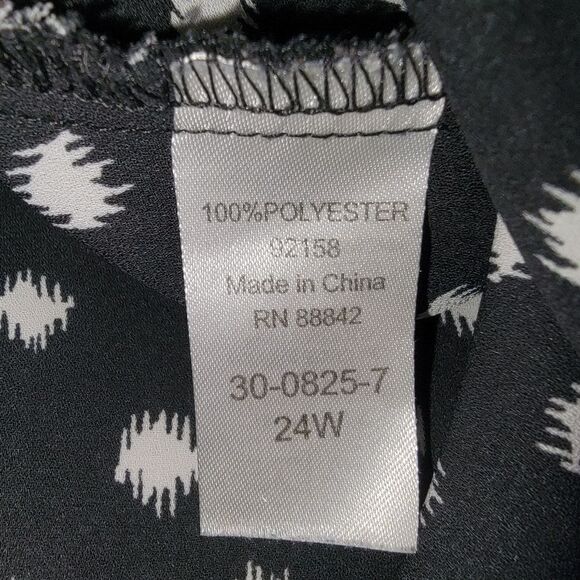 100%POLYESTER
92158
Made in China
RN 88842
30-0825-7
24W